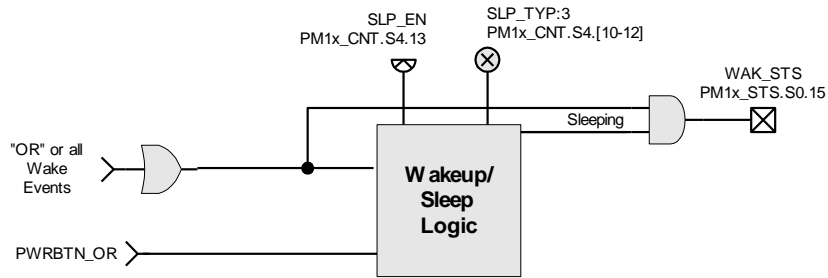 SLP_EN
PM1x_CNT.S4.13
SLP_TYP:3
PM1x_CNT.S4.[10-12]
WAK_STS
PM1x_STS.S0.15
Sleeping
"OR" or all
Wake
Events
Wakeup/
Sleep
Logic
PWRBTN_OR